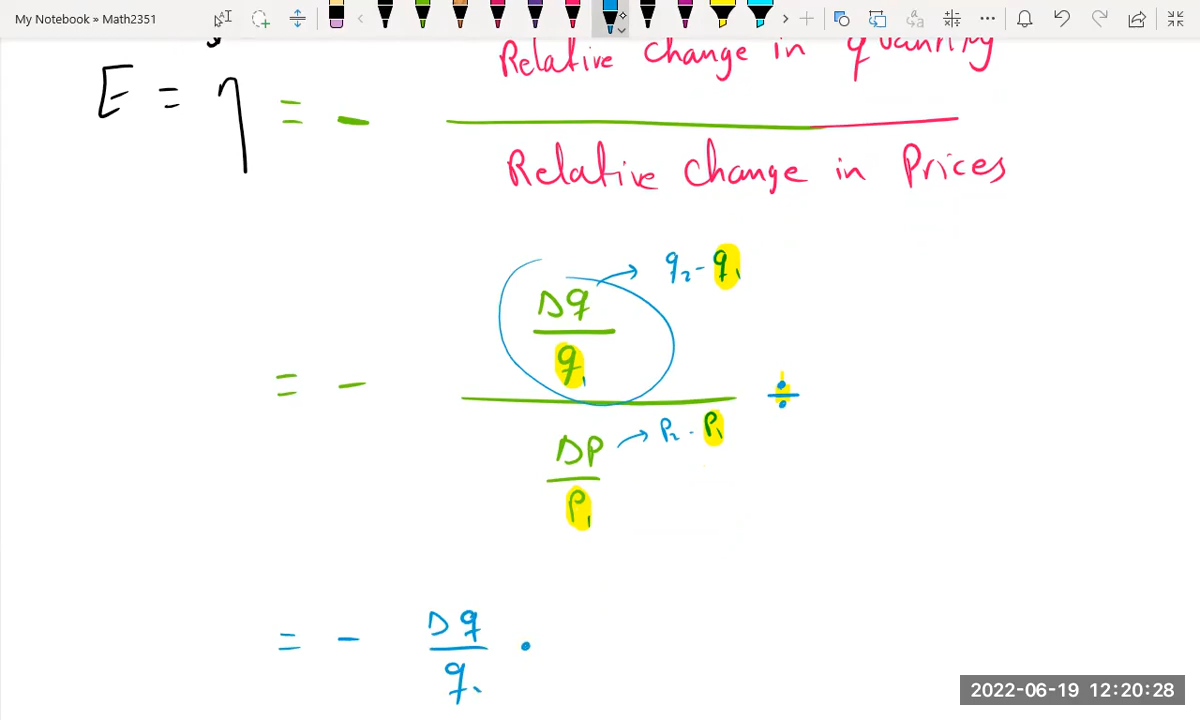 My Notebook » Math2351
Relative Change in quantity
E = η = -
Relative Change in Prices
Δq → q₂ - q₁
q₁
= - ÷
ΔP → P₂ - P₁
P₁
Δq
= - ·
q₁
2022-06-19 12:20:28